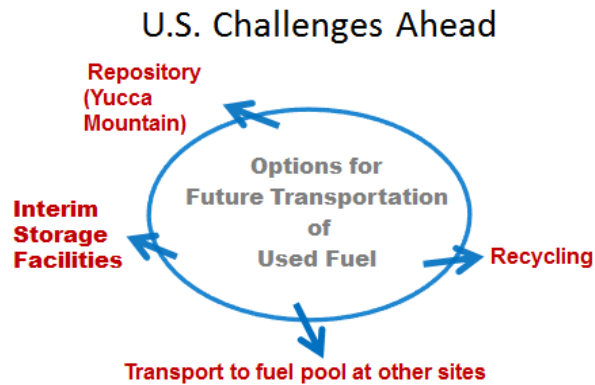 U.S. Challenges Ahead
Repository
(Yucca
Mountain)
Options for
Future Transportation
of
Used Fuel
Interim
Storage
Facilities
Recycling
Transport to fuel pool at other sites